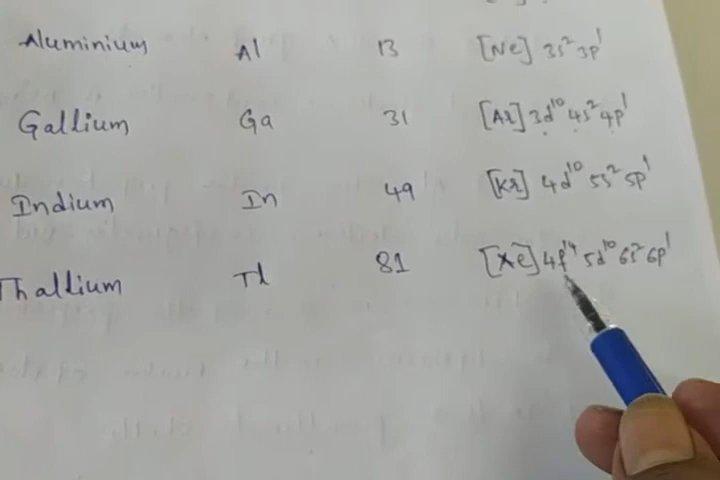 Aluminium Al 13 [Ne] 3s² 3p¹
Gallium Ga 31 [Ar] 3d¹⁰ 4s² 4p¹
Indium In 49 [Kr] 4d¹⁰ 5s² 5p¹
Thallium Tl 81 [Xe] 4f¹⁴ 5d¹⁰ 6s² 6p¹